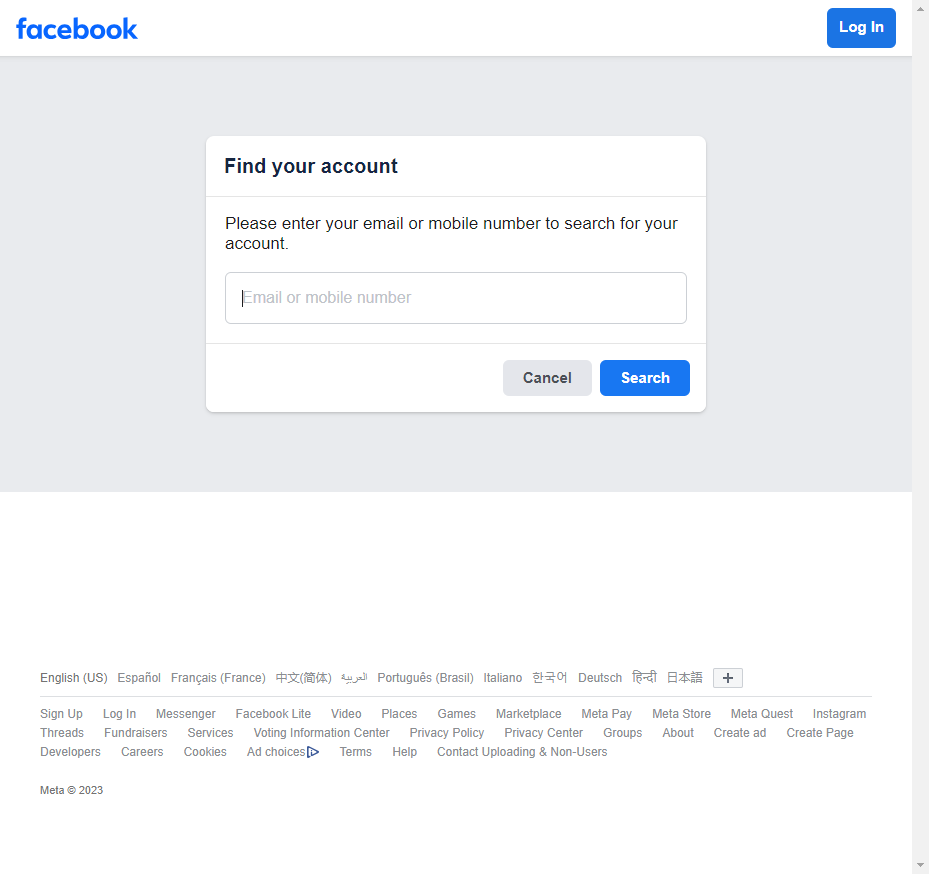 facebook
Log In
Find your account
Please enter your email or mobile number to search for your
account.
Email or mobile number
Cancel
Search
English (US) Español Français (France) 中文(简体) العربية Português (Brasil) Italiano 한국어 Deutsch हिन्दी 日本語
Sign Up Log In Messenger Facebook Lite Video Places Games Marketplace Meta Pay Meta Store Meta Quest Instagram
Threads Fundraisers Services Voting Information Center Privacy Policy Privacy Center Groups About Create ad Create Page
Developers Careers Cookies Ad choices Terms Help Contact Uploading & Non-Users
Meta © 2023